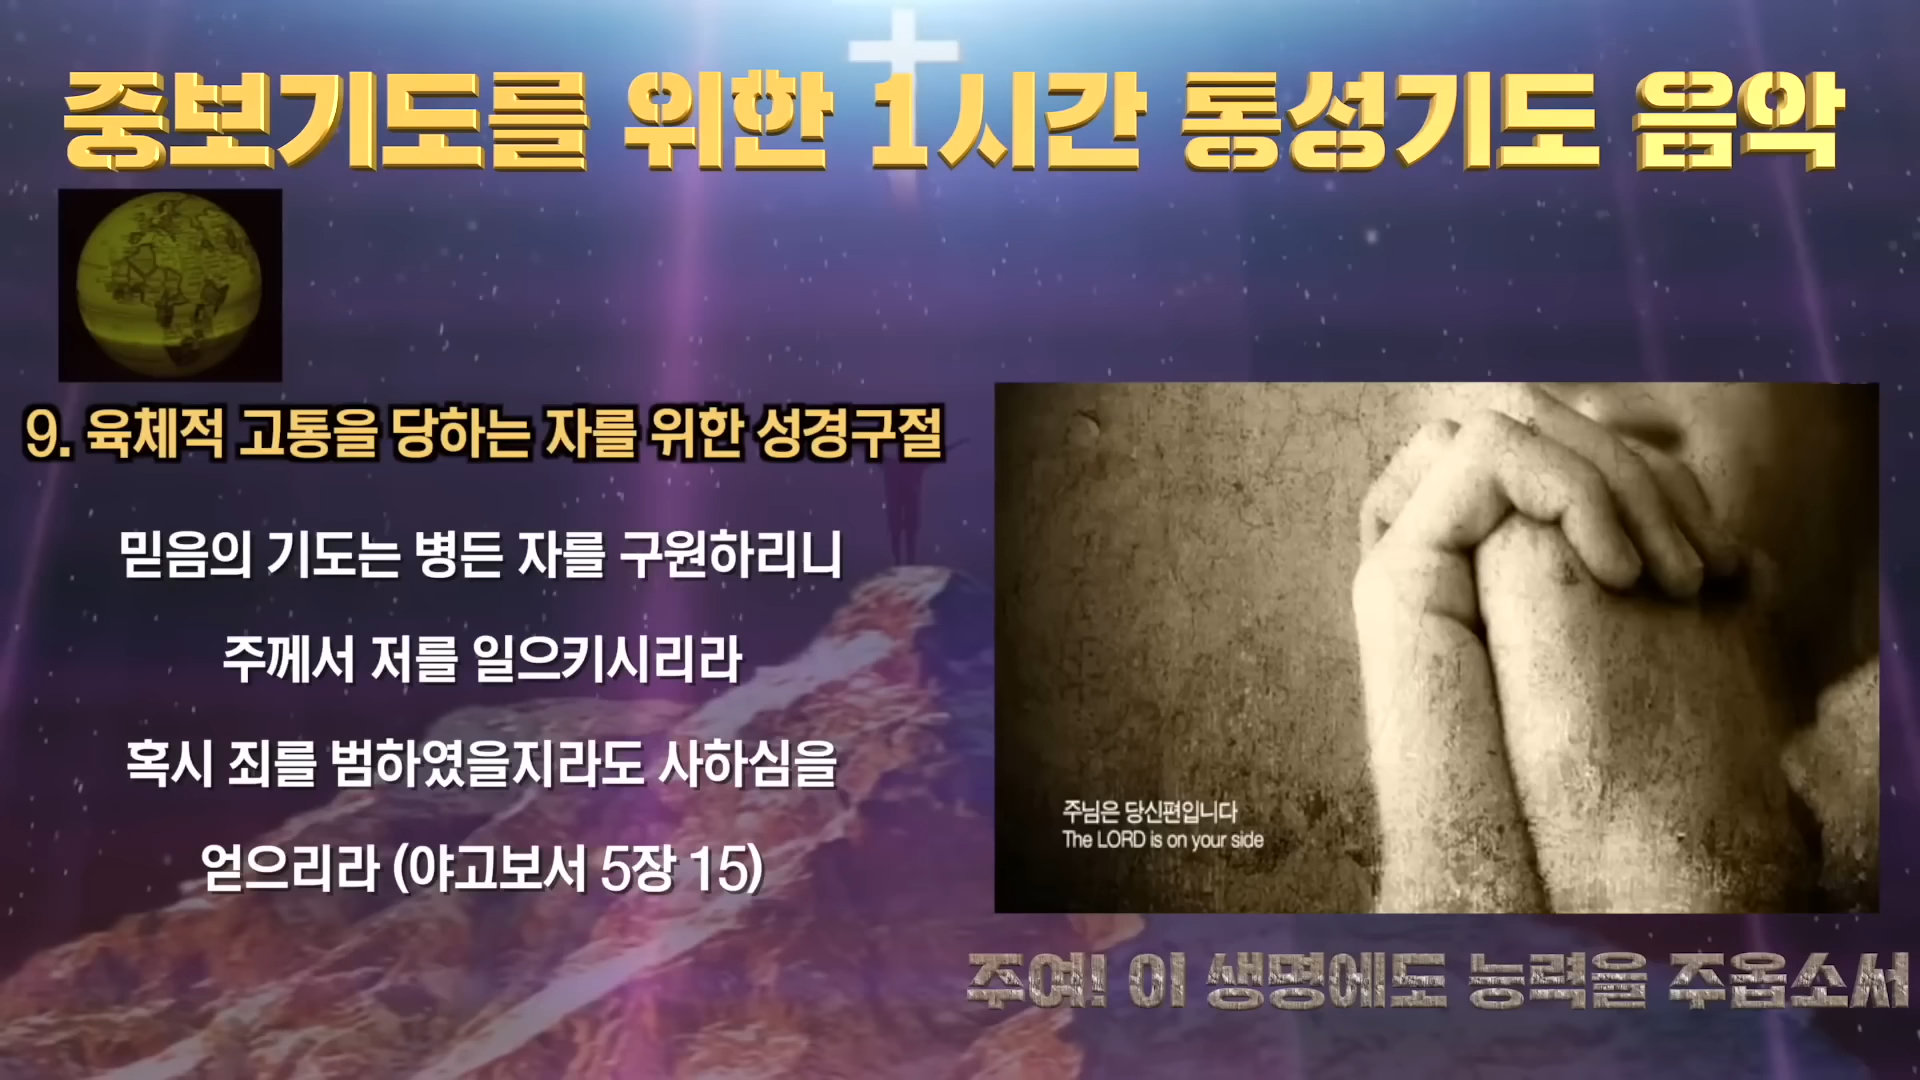 중보기도를 위한 1시간 통성기도 음악
9. 육체적 고통을 당하는 자를 위한 성경구절
믿음의 기도는 병든 자를 구원하리니
주께서 저를 일으키시리라
혹시 죄를 범하였을지라도 사하심을
얻으리라 (야고보서 5장 15)
주님은 당신편입니다
The LORD is on your side
주여! 이 생명에도 능력을 주옵소서